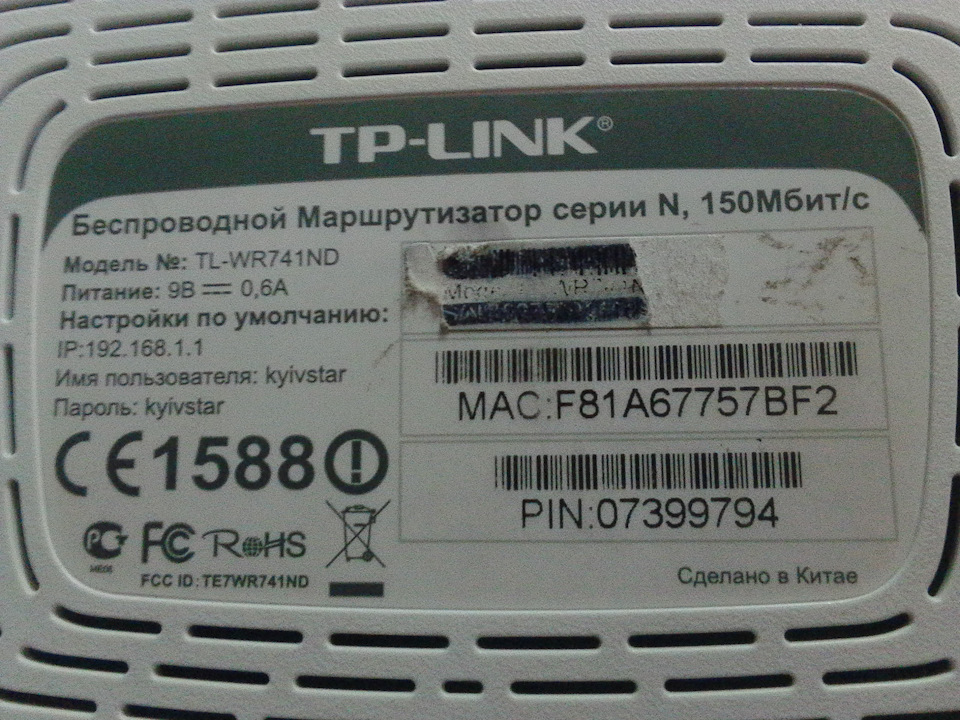 TP-LINK®
Беспроводной Маршрутизатор серии N, 150Мбит/с
Модель №: TL-WR741ND
Питание: 9В 0,6А
Настройки по умолчанию:
IP:192.168.1.1
Имя пользователя: kyivstar
Пароль: kyivstar
MAC:F81A67757BF2
CE1588
PIN:07399794
FC RoHS
FCC ID: TE7WR741ND
Сделано в Китае